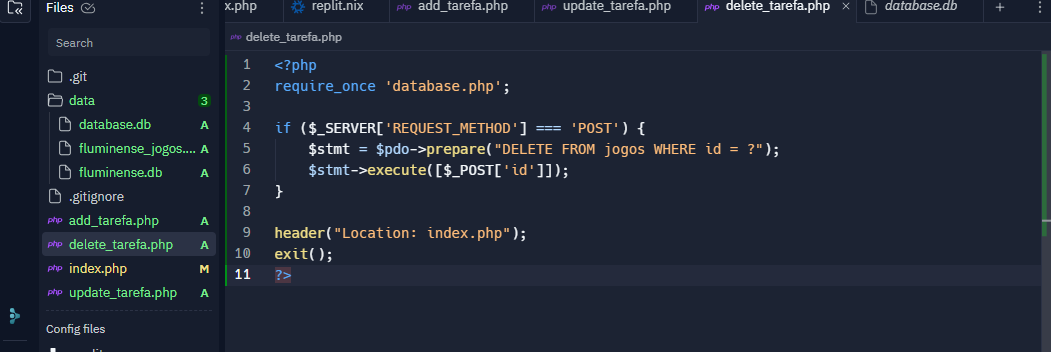 Files
x.php
replit.nix
php add_tarefa.php
php update_tarefa.php
php delete_tarefa.php ×
database.db
+
Search
.git
data 3
database.db A
fluminense_jogos.... A
fluminense.db A
.gitignore
php add_tarefa.php A
php delete_tarefa.php A
php index.php M
php update_tarefa.php A
Config files
php delete_tarefa.php
1 <?php
2 require_once 'database.php';
3
4 if ($_SERVER['REQUEST_METHOD'] === 'POST') {
5     $stmt = $pdo->prepare("DELETE FROM jogos WHERE id = ?");
6     $stmt->execute([$_POST['id']]);
7 }
8
9 header("Location: index.php");
10 exit();
11 ?>